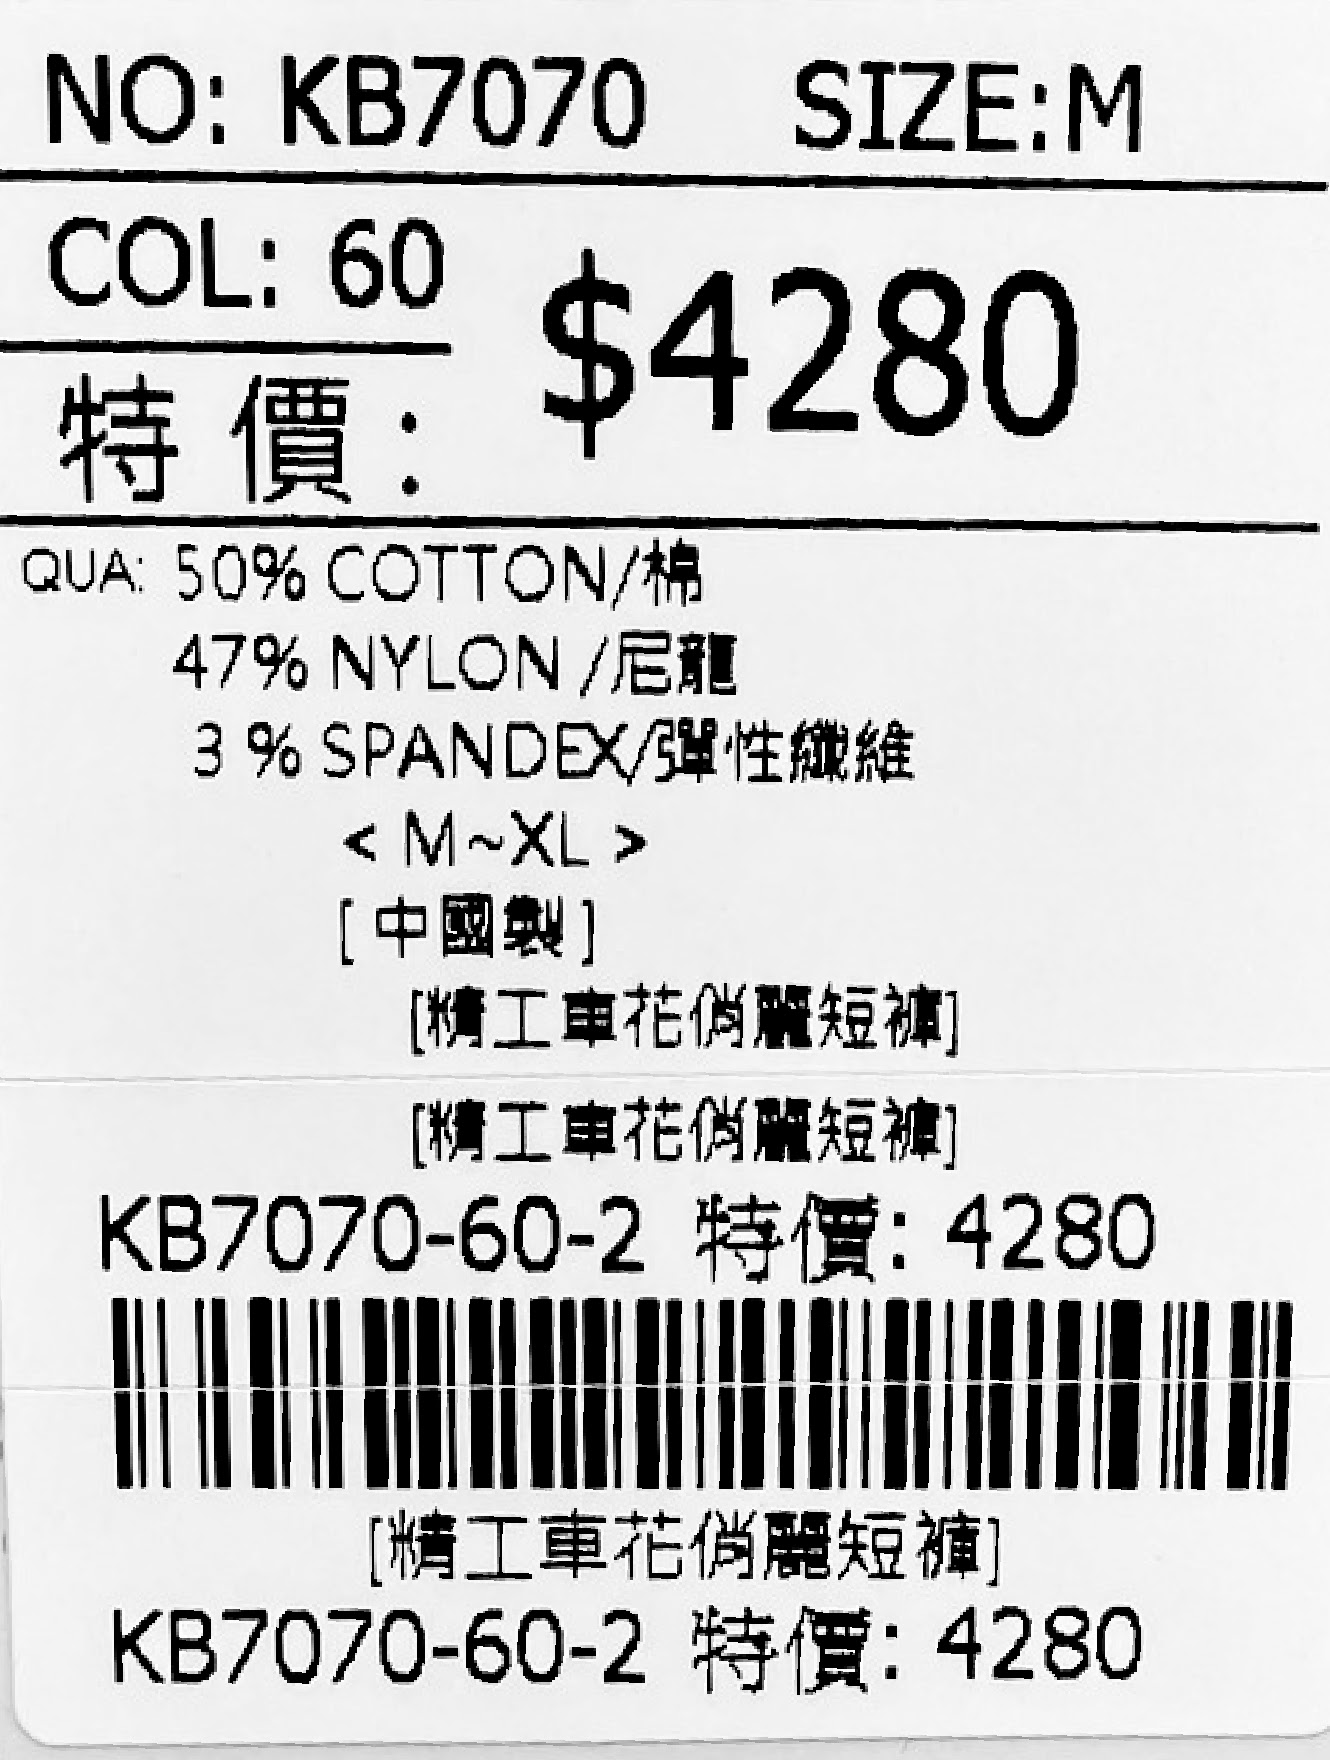 NO: KB7070 SIZE:M
COL: 60
$4280
特價:
QUA: 50% COTTON/棉
47% NYLON/尼龍
3% SPANDEX/彈性纖維
< M~XL >
[中國製]
[精工車花俏麗短褲]
[精工車花俏麗短褲]
KB7070-60-2 特價: 4280
[精工車花俏麗短褲]
KB7070-60-2 特價: 4280